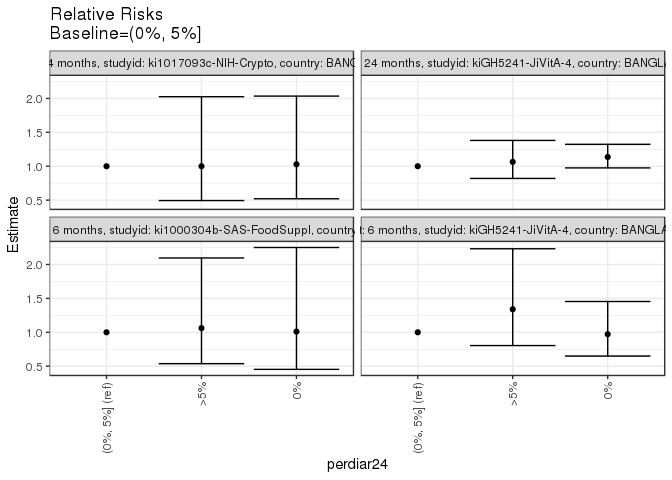 Relative Risks
Baseline=(0%, 5%]
4 months, studyid: ki1017093c-NIH-Crypto, country: BANG
24 months, studyid: kiGH5241-JiVitA-4, country: BANGLA
2.0
1.5
1.0
0.5
6 months, studyid: ki1000304b-SAS-FoodSuppl, country
t: 6 months, studyid: kiGH5241-JiVitA-4, country: BANGLA
2.0
1.5
1.0
0.5
Estimate
(0%, 5%] (ref)
>5%
0%
(0%, 5%] (ref)
>5%
0%
perdiar24